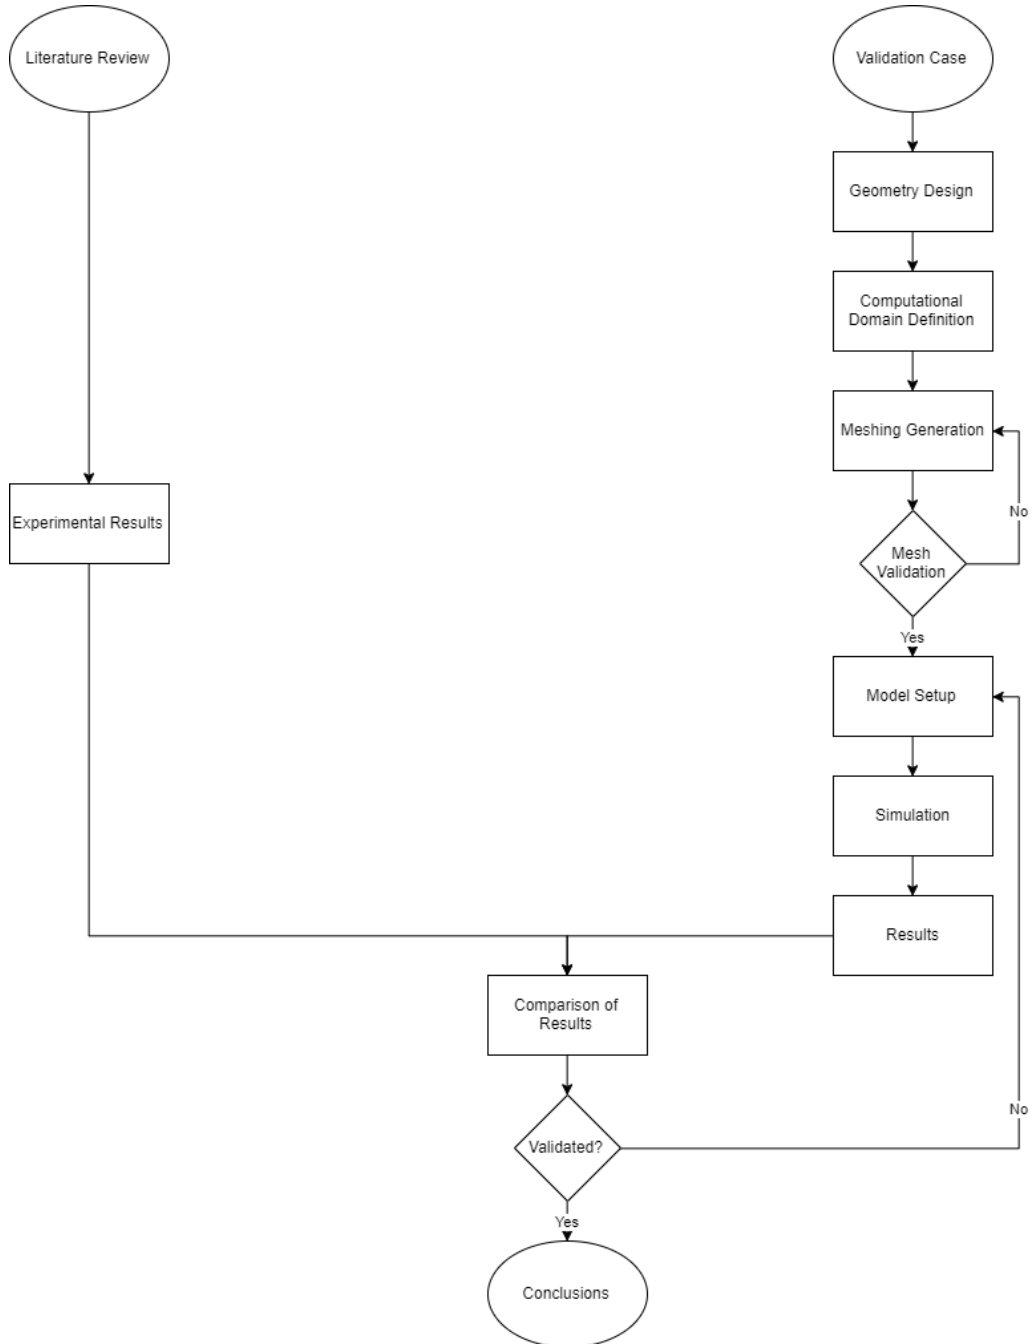 Literature Review
Validation Case
Geometry Design
Computational
Domain Definition
Meshing Generation
No
Experimental Results
Mesh
Validation
Yes
Model Setup
Simulation
Results
Comparison of
Results
No
Validated?
Yes
Conclusions